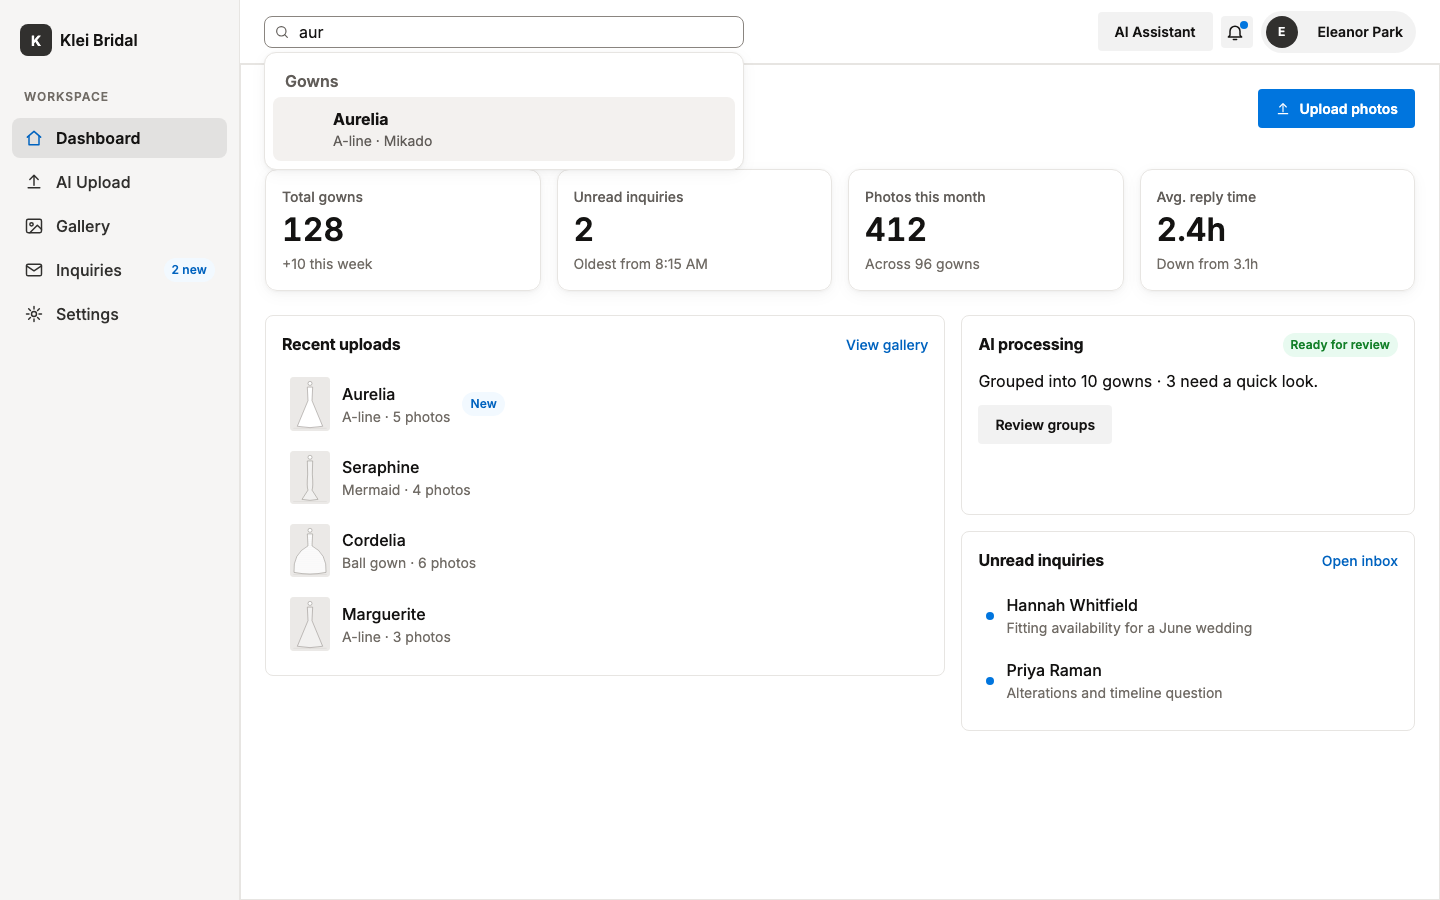 K Klei Bridal
WORKSPACE
Dashboard
AI Upload
Gallery
Inquiries 2 new
Settings
aur
AI Assistant
E Eleanor Park
Gowns
Aurelia
A-line · Mikado
Upload photos
Total gowns
128
+10 this week
Unread inquiries
2
Oldest from 8:15 AM
Photos this month
412
Across 96 gowns
Avg. reply time
2.4h
Down from 3.1h
Recent uploads
View gallery
Aurelia
A-line · 5 photos
New
Seraphine
Mermaid · 4 photos
Cordelia
Ball gown · 6 photos
Marguerite
A-line · 3 photos
AI processing
Ready for review
Grouped into 10 gowns · 3 need a quick look.
Review groups
Unread inquiries
Open inbox
Hannah Whitfield
Fitting availability for a June wedding
Priya Raman
Alterations and timeline question